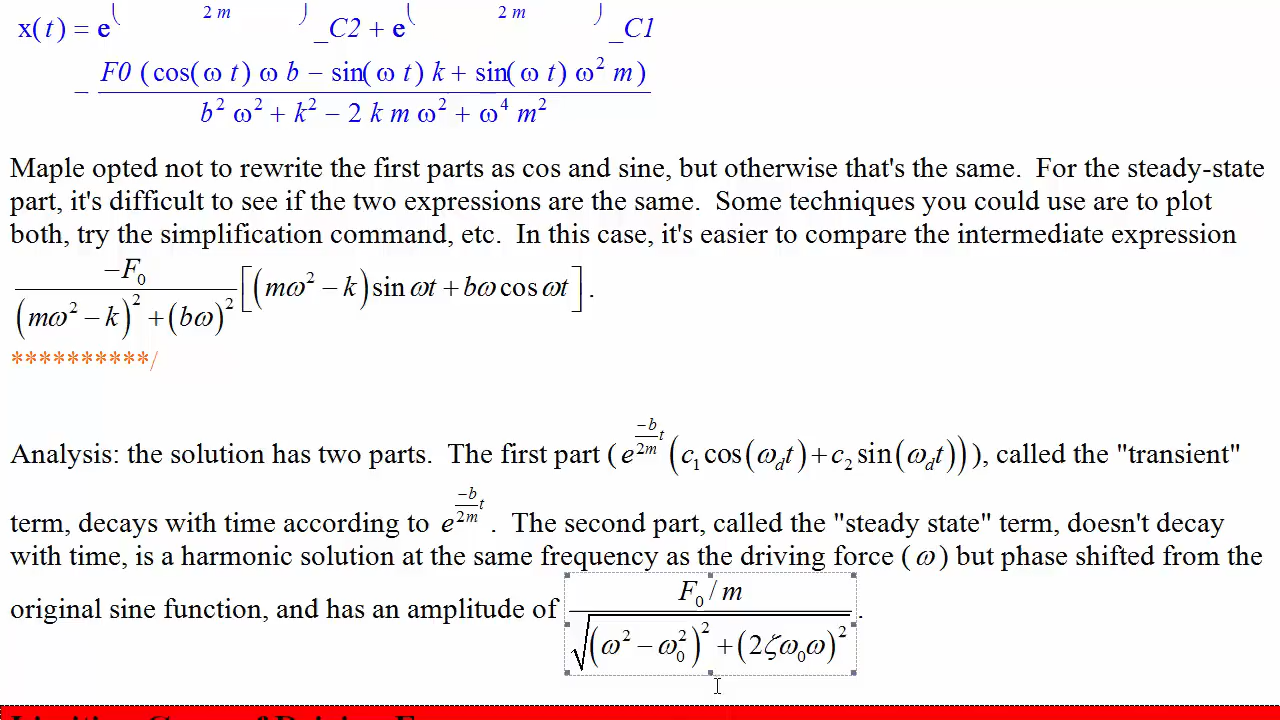 2 m 2 m
x(t) = e _C2 + e _C1
− F0 (cos(ω t) ω b − sin(ω t) k + sin(ω t) ω² m)
b² ω² + k² − 2 k m ω² + ω⁴ m²
Maple opted not to rewrite the first parts as cos and sine, but otherwise that's the same. For the steady-state
part, it's difficult to see if the two expressions are the same. Some techniques you could use are to plot
both, try the simplification command, etc. In this case, it's easier to compare the intermediate expression
−F₀ / ((mω² − k)² + (bω)²) [(mω² − k) sin ωt + bω cos ωt].
**********/
Analysis: the solution has two parts. The first part ( e^(−b/2m t) (c₁ cos(ω_d t) + c₂ sin(ω_d t)) ), called the "transient"
term, decays with time according to e^(−b/2m t). The second part, called the "steady state" term, doesn't decay
with time, is a harmonic solution at the same frequency as the driving force (ω) but phase shifted from the
original sine function, and has an amplitude of F₀ / m / √((ω² − ω₀²)² + (2ζω₀ω)²).